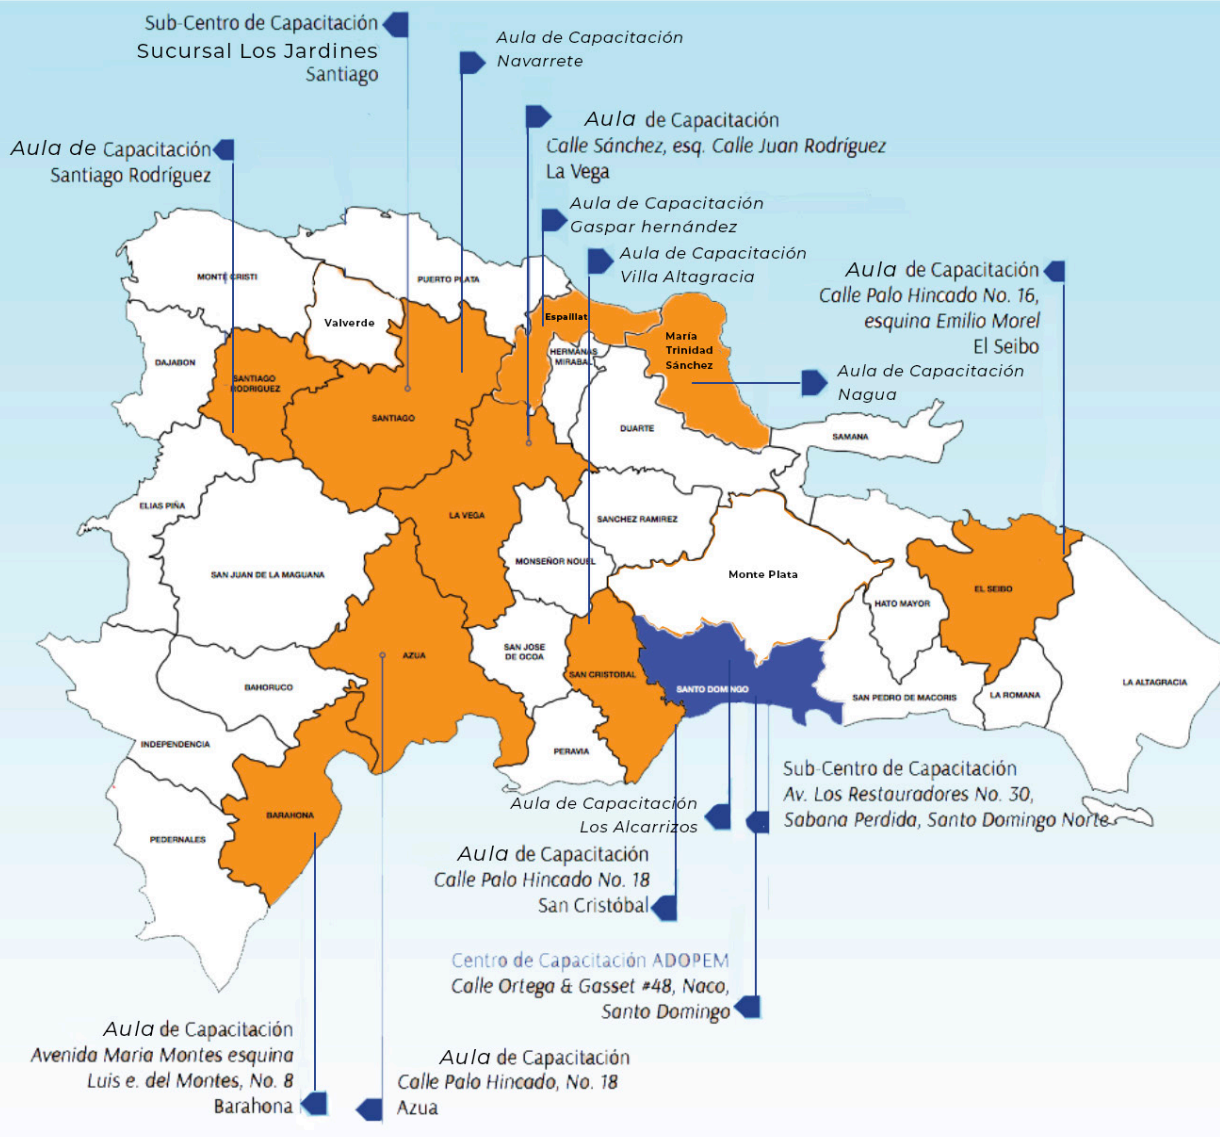 Sub-Centro de Capacitación
Sucursal Los Jardines
Santiago
Aula de Capacitación
Navarrete
Aula de Capacitación
Calle Sánchez, esq. Calle Juan Rodríguez
La Vega
Aula de Capacitación
Santiago Rodríguez
Aula de Capacitación
Gaspar hernández
Aula de Capacitación
Villa Altagracia
Aula de Capacitación
Calle Palo Hincado No. 16,
esquina Emilio Morel
El Seibo
Aula de Capacitación
Nagua
MONTE CRISTI
PUERTO PLATA
Valverde
Espaillat
María
Trinidad
Sánchez
DAJABON
HERMANAS
MIRABAL
SANTIAGO
RODRIGUEZ
SANTIAGO
DUARTE
SAMANA
ELIAS PIÑA
LA VEGA
SANCHEZ RAMIREZ
SAN JUAN DE LA MAGUANA
MONSEÑOR NOUEL
Monte Plata
HATO MAYOR
EL SEIBO
AZUA
SAN JOSE
DE OCOA
SAN CRISTOBAL
SANTO DOMINGO
BAHORUCO
SAN PEDRO DE MACORIS
LA ROMANA
LA ALTAGRACIA
INDEPENDENCIA
PERAVIA
BARAHONA
PEDERNALES
Sub-Centro de Capacitación
Av. Los Restauradores No. 30,
Sabana Perdida, Santo Domingo Norte
Aula de Capacitación
Los Alcarrizos
Aula de Capacitación
Calle Palo Hincado No. 18
San Cristóbal
Centro de Capacitación ADOPEM
Calle Ortega & Gasset #48, Naco,
Santo Domingo
Aula de Capacitación
Avenida Maria Montes esquina
Luis e. del Montes, No. 8
Barahona
Aula de Capacitación
Calle Palo Hincado, No. 18
Azua